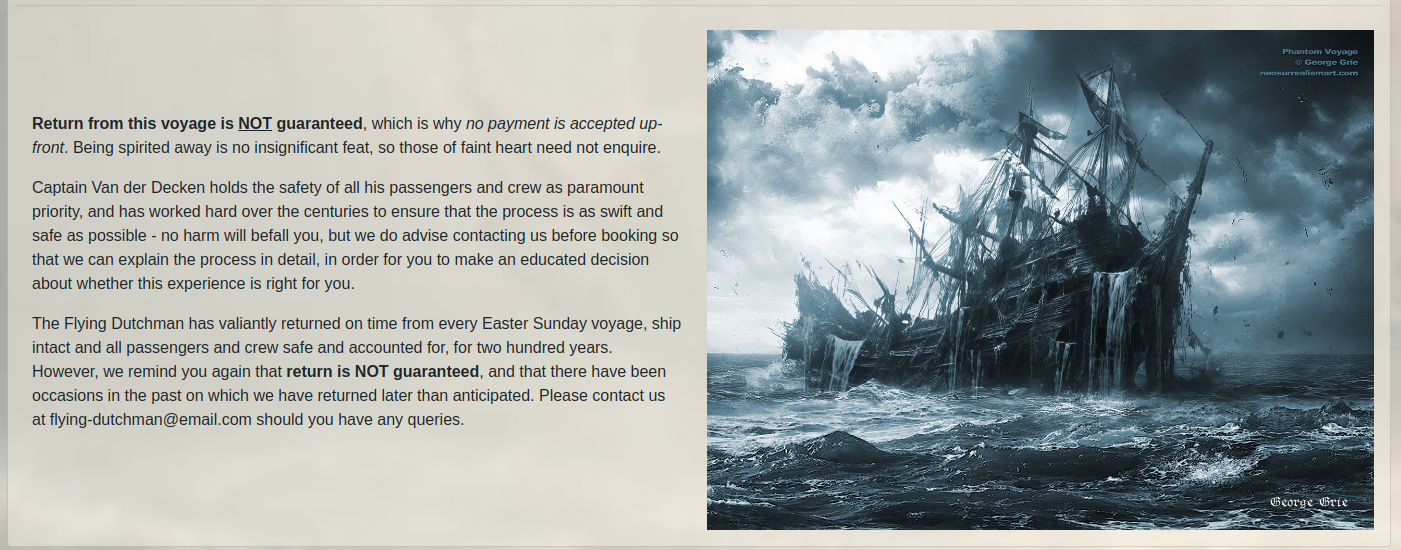 Return from this voyage is NOT guaranteed, which is why no payment is accepted up-
front. Being spirited away is no insignificant feat, so those of faint heart need not enquire.
Captain Van der Decken holds the safety of all his passengers and crew as paramount
priority, and has worked hard over the centuries to ensure that the process is as swift and
safe as possible - no harm will befall you, but we do advise contacting us before booking so
that we can explain the process in detail, in order for you to make an educated decision
about whether this experience is right for you.
The Flying Dutchman has valiantly returned on time from every Easter Sunday voyage, ship
intact and all passengers and crew safe and accounted for, for two hundred years.
However, we remind you again that return is NOT guaranteed, and that there have been
occasions in the past on which we have returned later than anticipated. Please contact us
at flying-dutchman@email.com should you have any queries.
Phantom Voyage
© George Grie
neosurrealismart.com
George Grie